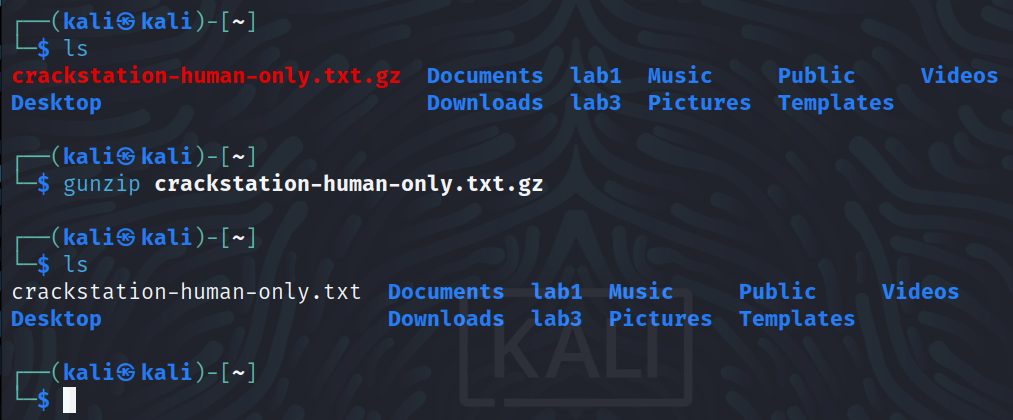 ┌──(kali㉿kali)-[~]
└─$ ls
crackstation-human-only.txt.gz  Documents  lab1  Music     Public     Videos
Desktop                         Downloads  lab3  Pictures  Templates
┌──(kali㉿kali)-[~]
└─$ gunzip crackstation-human-only.txt.gz
┌──(kali㉿kali)-[~]
└─$ ls
crackstation-human-only.txt  Documents  lab1  Music     Public     Videos
Desktop                      Downloads  lab3  Pictures  Templates
KALI
┌──(kali㉿kali)-[~]
└─$